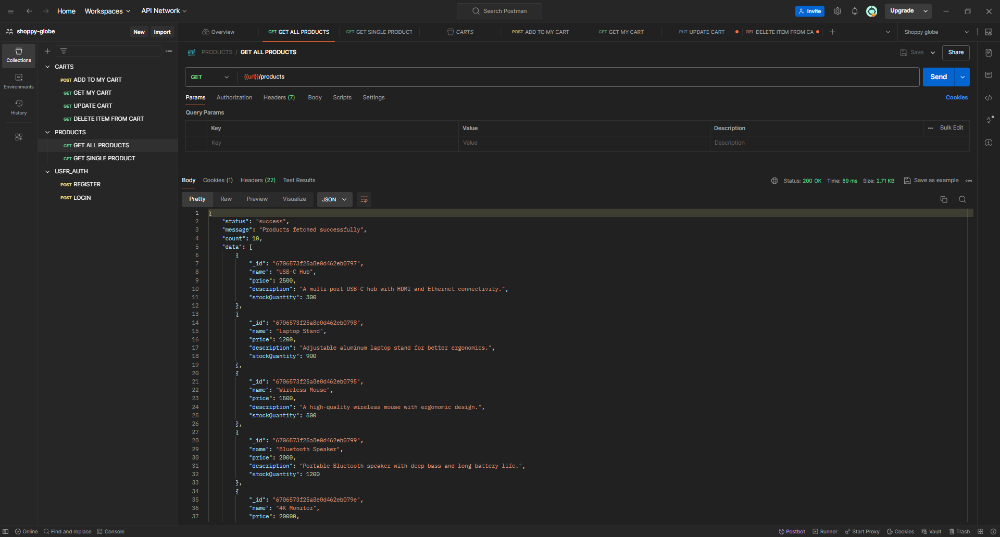 Home Workspaces API Network Search Postman Invite Upgrade
shoppy-globe New Import Overview GET GET ALL PRODUCTS GET GET SINGLE PRODUCT CARTS POST ADD TO MY CART GET GET MY CART PUT UPDATE CART DEL DELETE ITEM FROM CA Shoppy globe
Collections
Environments
History
CARTS
POST ADD TO MY CART
GET GET MY CART
GET UPDATE CART
GET DELETE ITEM FROM CART
PRODUCTS
GET GET ALL PRODUCTS
GET GET SINGLE PRODUCT
USER_AUTH
POST REGISTER
POST LOGIN
HTTP PRODUCTS / GET ALL PRODUCTS Save Share
GET {{url}}/products Send
Params Authorization Headers (7) Body Scripts Settings Cookies
Query Params
Key Value Description Bulk Edit
Key Value Description
Body Cookies (1) Headers (22) Test Results Status: 200 OK Time: 89 ms Size: 2.71 KB Save as example
Pretty Raw Preview Visualize JSON
1 {
2 "status": "success",
3 "message": "Products fetched successfully",
4 "count": 10,
5 "data": [
6 {
7 "_id": "6706573f25a8e0d462eb0797",
8 "name": "USB-C Hub",
9 "price": 2500,
10 "description": "A multi-port USB-C hub with HDMI and Ethernet connectivity.",
11 "stockQuantity": 300
12 },
13 {
14 "_id": "6706573f25a8e0d462eb0798",
15 "name": "Laptop Stand",
16 "price": 1200,
17 "description": "Adjustable aluminum laptop stand for better ergonomics.",
18 "stockQuantity": 900
19 },
20 {
21 "_id": "6706573f25a8e0d462eb0795",
22 "name": "Wireless Mouse",
23 "price": 1500,
24 "description": "A high-quality wireless mouse with ergonomic design.",
25 "stockQuantity": 500
26 },
27 {
28 "_id": "6706573f25a8e0d462eb0799",
29 "name": "Bluetooth Speaker",
30 "price": 2000,
31 "description": "Portable Bluetooth speaker with deep bass and long battery life.",
32 "stockQuantity": 1200
33 },
34 {
35 "_id": "6706573f25a8e0d462eb079e",
36 "name": "4K Monitor",
37 "price": 20000,
Online Find and replace Console Postbot Runner Start Proxy Cookies Vault Trash